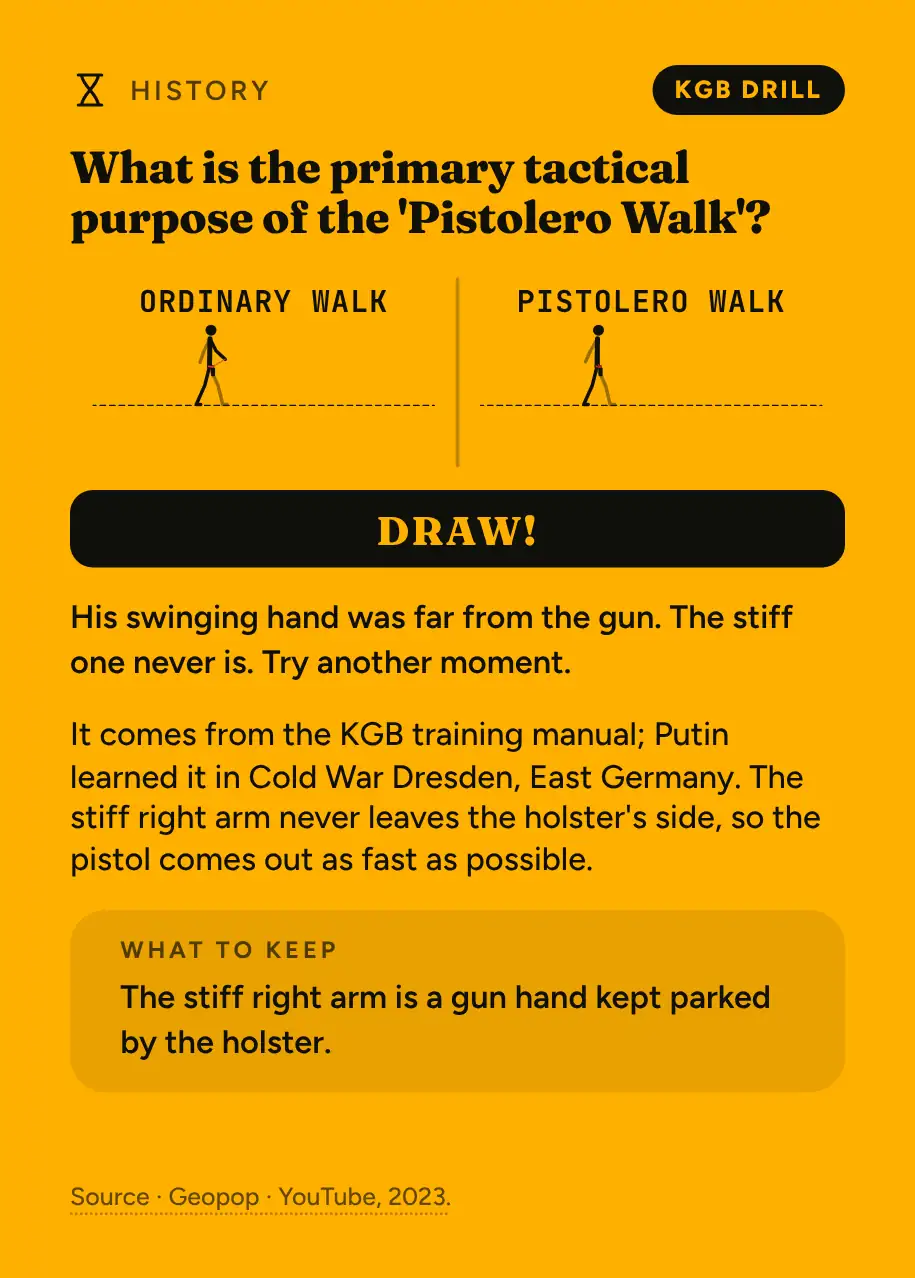 HISTORY
KGB DRILL
What is the primary tactical
purpose of the 'Pistolero Walk'?
ORDINARY WALK
PISTOLERO WALK
DRAW!
His swinging hand was far from the gun. The stiff
one never is. Try another moment.
It comes from the KGB training manual; Putin
learned it in Cold War Dresden, East Germany. The
stiff right arm never leaves the holster's side, so the
pistol comes out as fast as possible.
WHAT TO KEEP
The stiff right arm is a gun hand kept parked
by the holster.
Source · Geopop · YouTube, 2023.